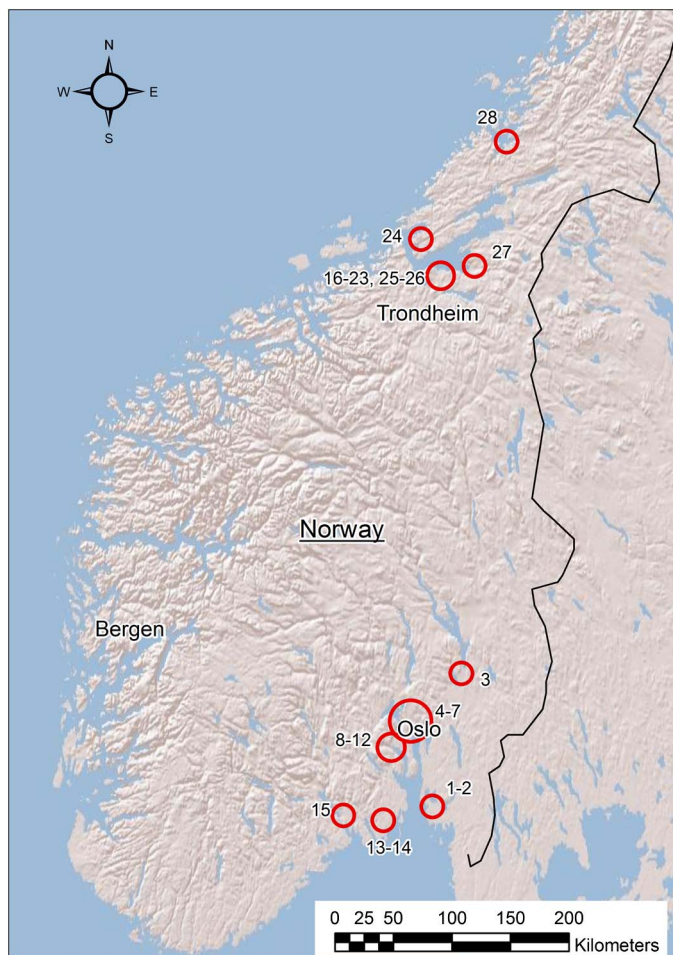 N
W E
S
28
24
27
16-23, 25-26
Trondheim
Norway
Bergen
3
4-7
Oslo
8-12
1-2
15
13-14
0 25 50 100 150 200
Kilometers